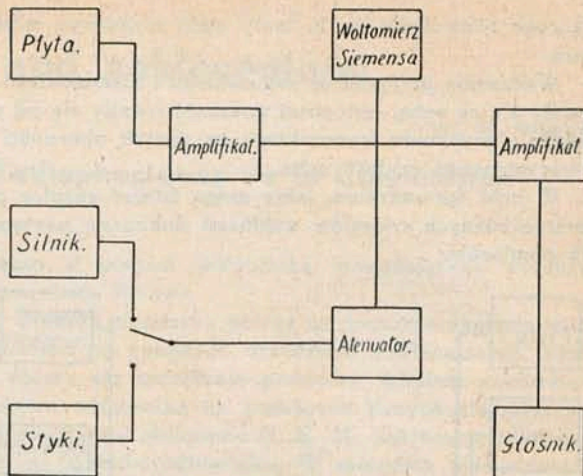 Płyta.
Woltomierz
Siemensa
Amplifikat.
Amplifikat.
Silnik.
Atenuator.
Styki.
Głośnik.